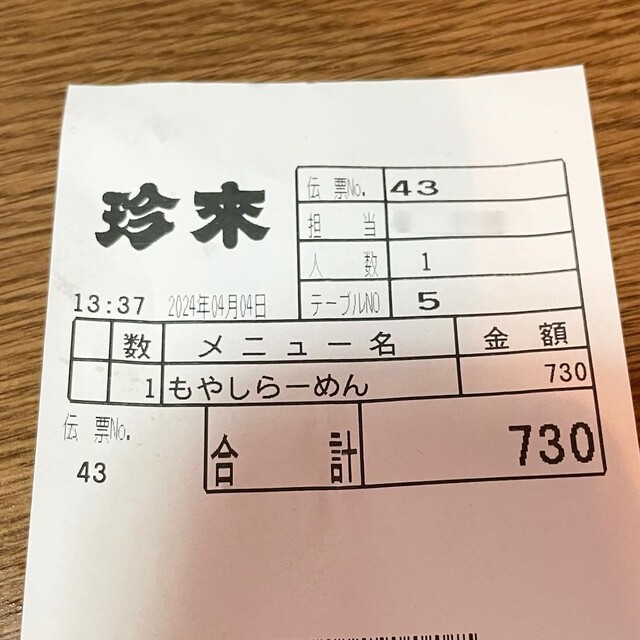 珍來
伝票No. 43
担当
人数 1
テーブルNO 5
13:37 2024年04月04日
数 メニュー名 金額
1 もやしらーめん 730
伝票No.
43
合計 730